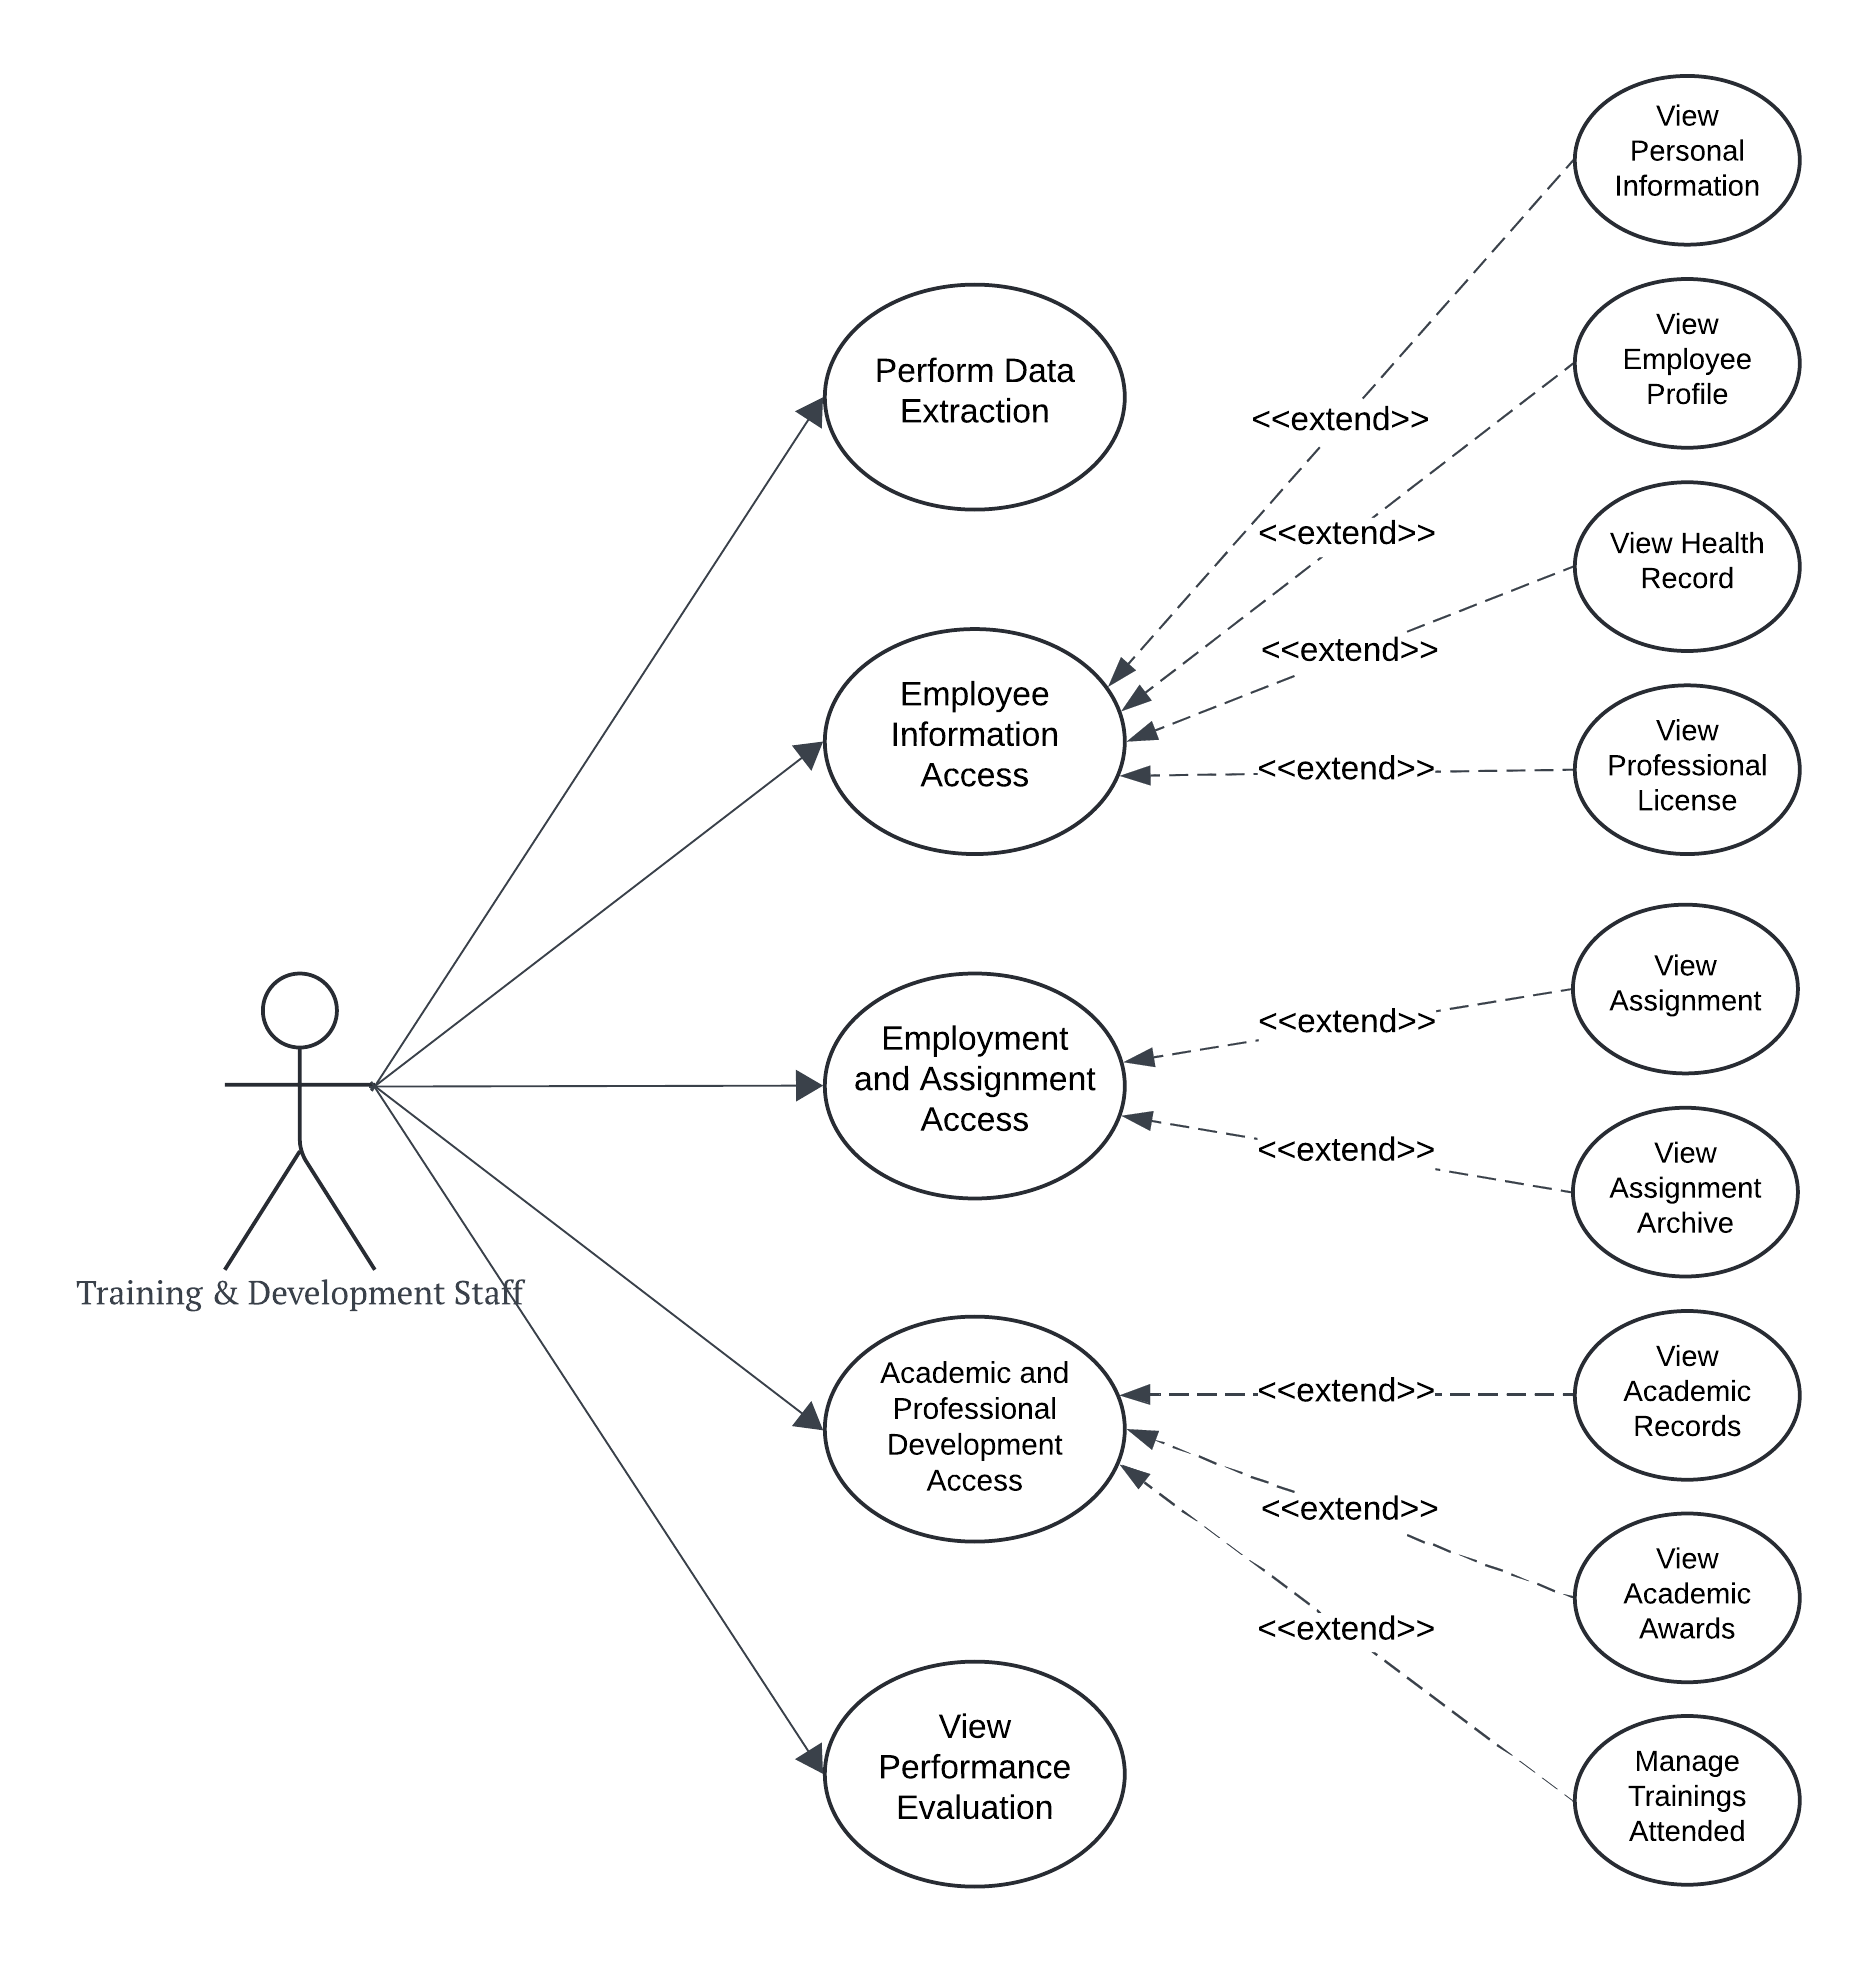 View
Personal
Information
View
Employee
Profile
Perform Data
Extraction
<<extend>>
<<extend>>
View Health
Record
<<extend>>
Employee
Information
Access
View
Professional
License
<<extend>>
View
Assignment
<<extend>>
Employment
and Assignment
Access
<<extend>>
View
Assignment
Archive
Training & Development Staff
View
Academic
Records
<<extend>>
Academic and
Professional
Development
Access
<<extend>>
View
Academic
Awards
<<extend>>
View
Performance
Evaluation
Manage
Trainings
Attended